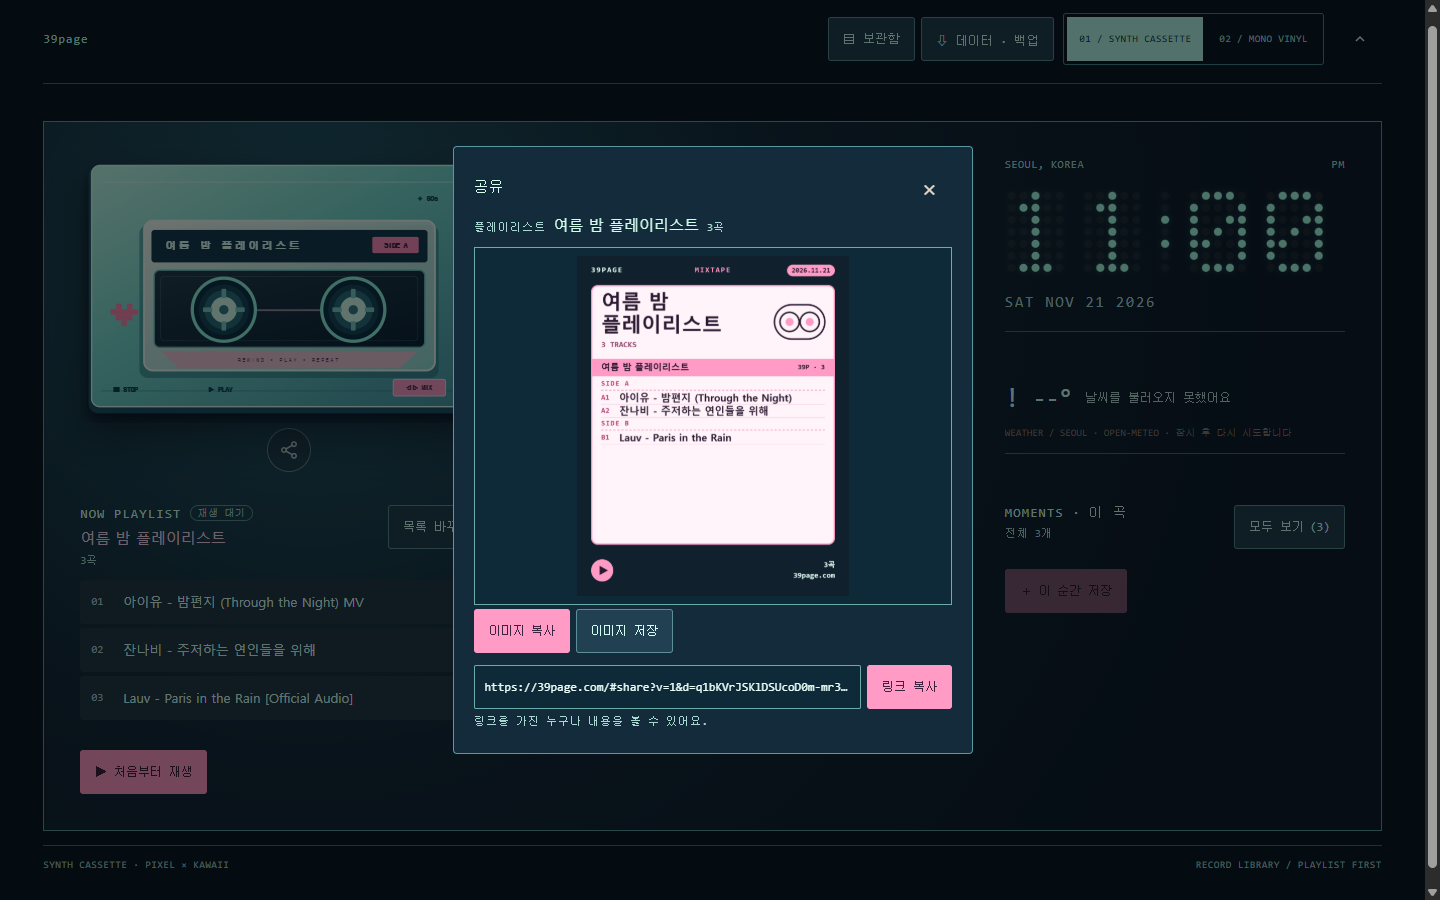 39page
보관함
데이터 · 백업
01 / SYNTH CASSETTE
02 / MONO VINYL
+ 80s
여름 밤 플레이리스트
SIDE A
REWIND • PLAY • REPEAT
STOP
PLAY
MIX
NOW PLAYLIST
재생 대기
여름 밤 플레이리스트
3곡
목록 바꾸
01 아이유 - 밤편지 (Through the Night) MV
02 잔나비 - 주저하는 연인들을 위해
03 Lauv - Paris in the Rain [Official Audio]
처음부터 재생
공유
플레이리스트 여름 밤 플레이리스트 3곡
39PAGE
MIXTAPE
2026.11.21
여름 밤
플레이리스트
3 TRACKS
여름 밤 플레이리스트
39P · 3
SIDE A
A1 아이유 - 밤편지 (Through the Night)
A2 잔나비 - 주저하는 연인들을 위해
SIDE B
B1 Lauv - Paris in the Rain
3곡
39page.com
이미지 복사
이미지 저장
https://39page.com/#share?v=1&d=q1bKVrJSKlDSUcoD0m-mr3…
링크 복사
링크를 가진 누구나 내용을 볼 수 있어요.
SEOUL, KOREA
PM
11:00
SAT NOV 21 2026
! --° 날씨를 불러오지 못했어요
WEATHER / SEOUL · OPEN-METEO · 잠시 후 다시 시도합니다
MOMENTS · 이 곡
전체 3개
모두 보기 (3)
+ 이 순간 저장
SYNTH CASSETTE · PIXEL × KAWAII
RECORD LIBRARY / PLAYLIST FIRST